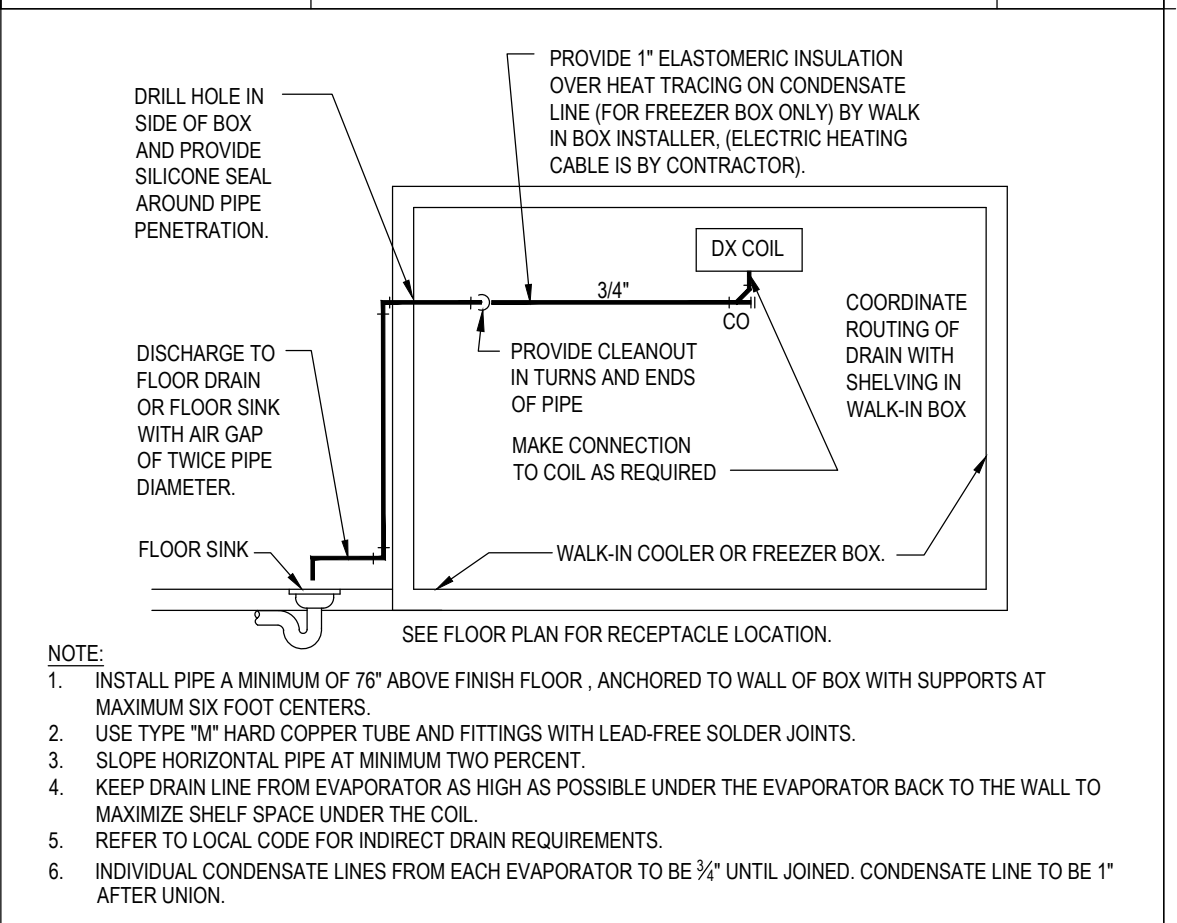 PROVIDE 1" ELASTOMERIC INSULATION
OVER HEAT TRACING ON CONDENSATE
LINE (FOR FREEZER BOX ONLY) BY WALK
IN BOX INSTALLER, (ELECTRIC HEATING
CABLE IS BY CONTRACTOR).
DRILL HOLE IN
SIDE OF BOX
AND PROVIDE
SILICONE SEAL
AROUND PIPE
PENETRATION.
DX COIL
3/4"
CO
COORDINATE
ROUTING OF
DRAIN WITH
SHELVING IN
WALK-IN BOX
PROVIDE CLEANOUT
IN TURNS AND ENDS
OF PIPE
DISCHARGE TO
FLOOR DRAIN
OR FLOOR SINK
WITH AIR GAP
OF TWICE PIPE
DIAMETER.
MAKE CONNECTION
TO COIL AS REQUIRED
FLOOR SINK
WALK-IN COOLER OR FREEZER BOX.
SEE FLOOR PLAN FOR RECEPTACLE LOCATION.
NOTE:
1. INSTALL PIPE A MINIMUM OF 76" ABOVE FINISH FLOOR , ANCHORED TO WALL OF BOX WITH SUPPORTS AT
MAXIMUM SIX FOOT CENTERS.
2. USE TYPE "M" HARD COPPER TUBE AND FITTINGS WITH LEAD-FREE SOLDER JOINTS.
3. SLOPE HORIZONTAL PIPE AT MINIMUM TWO PERCENT.
4. KEEP DRAIN LINE FROM EVAPORATOR AS HIGH AS POSSIBLE UNDER THE EVAPORATOR BACK TO THE WALL TO
MAXIMIZE SHELF SPACE UNDER THE COIL.
5. REFER TO LOCAL CODE FOR INDIRECT DRAIN REQUIREMENTS.
6. INDIVIDUAL CONDENSATE LINES FROM EACH EVAPORATOR TO BE ¾" UNTIL JOINED. CONDENSATE LINE TO BE 1"
AFTER UNION.